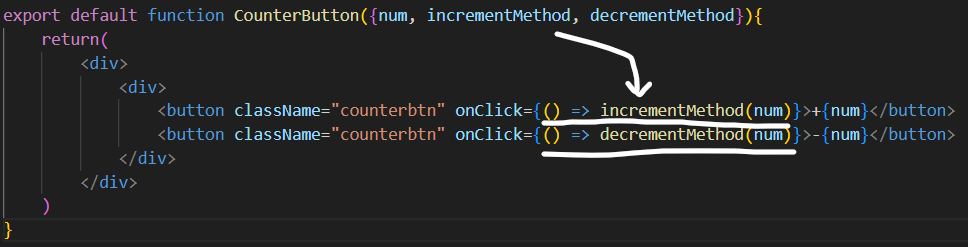 export default function CounterButton({num, incrementMethod, decrementMethod}){
return(
<div>
<div>
<button className="counterbtn" onClick={() => incrementMethod(num)}>+{num}</button>
<button className="counterbtn" onClick={() => decrementMethod(num)}>-{num}</button>
</div>
</div>
)
}